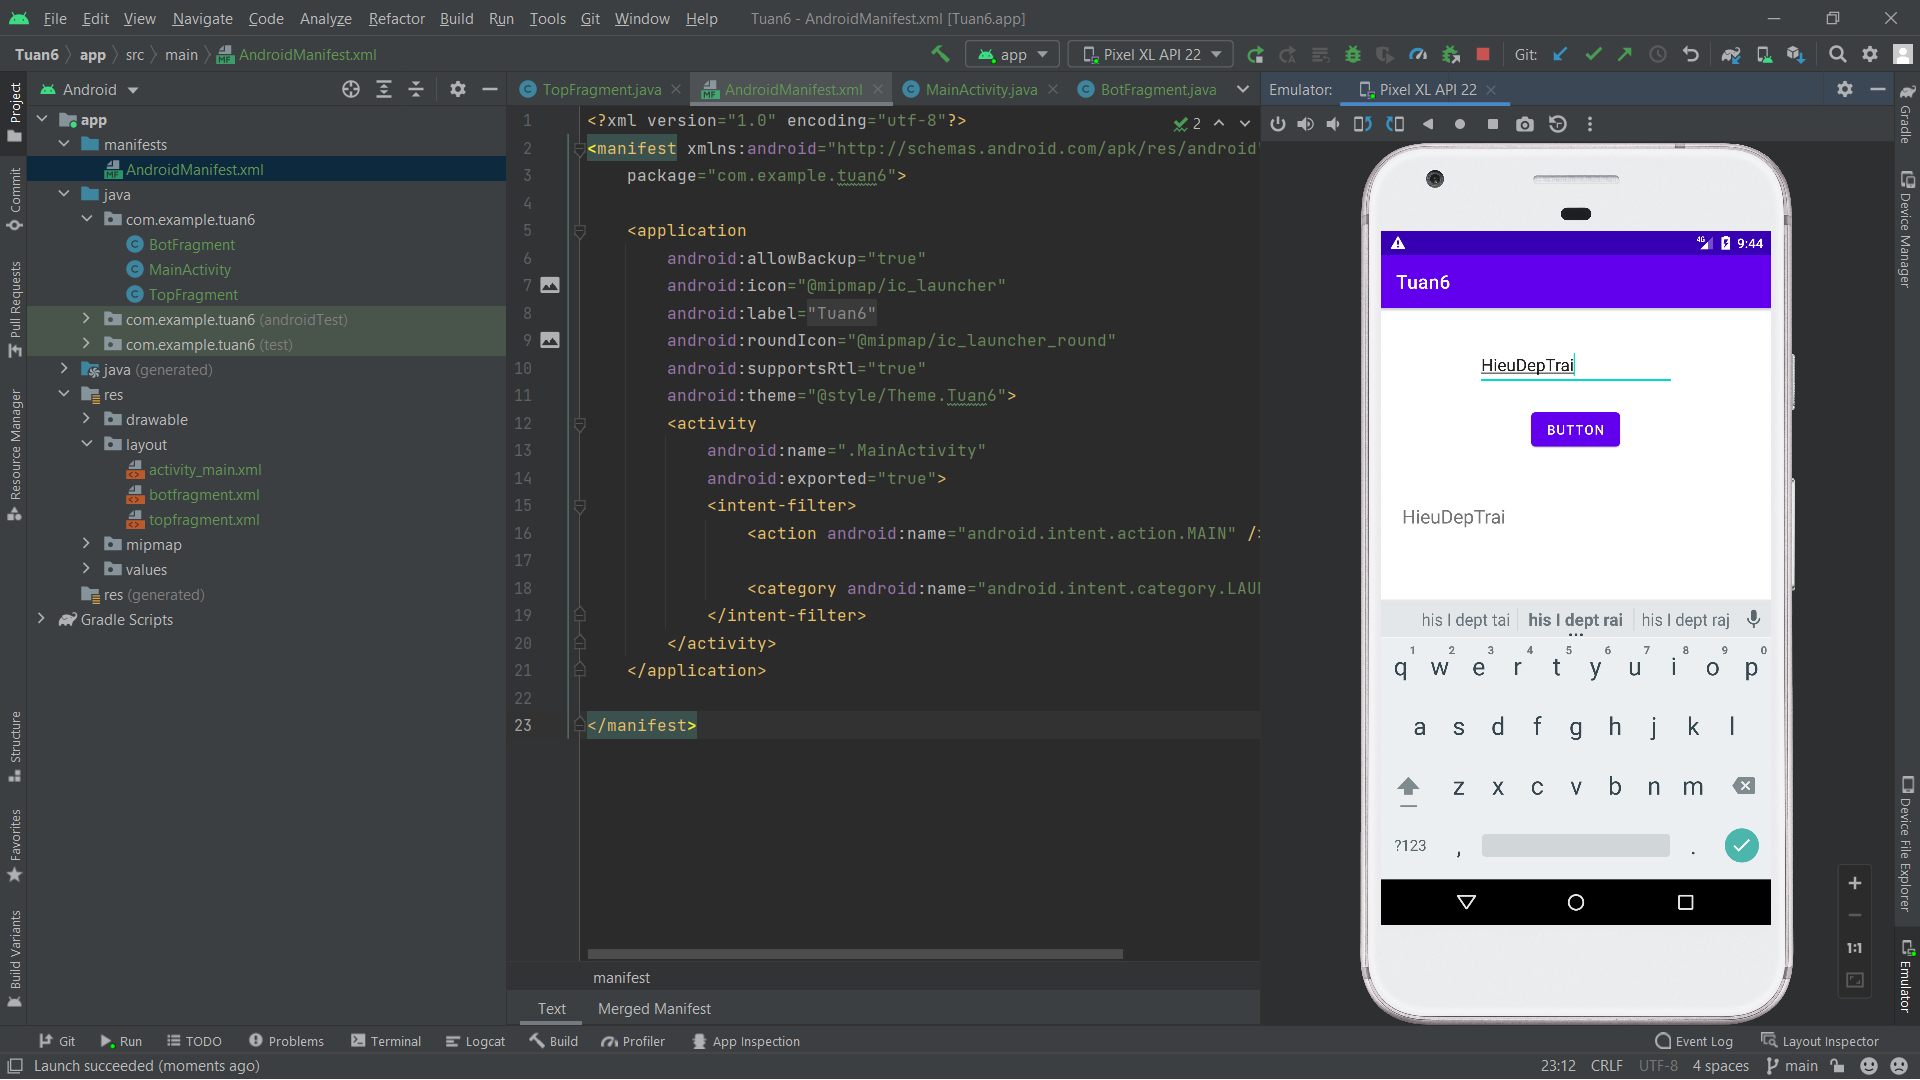 File Edit View Navigate Code Analyze Refactor Build Run Tools Git Window Help Tuan6 - AndroidManifest.xml [Tuan6.app]
Tuan6 app src main AndroidManifest.xml app Pixel XL API 22 Git:
Project
Commit
Pull Requests
Resource Manager
Structure
Favorites
Build Variants
Android
app
manifests
AndroidManifest.xml
java
com.example.tuan6
BotFragment
MainActivity
TopFragment
com.example.tuan6 (androidTest)
com.example.tuan6 (test)
java (generated)
res
drawable
layout
activity_main.xml
botfragment.xml
topfragment.xml
mipmap
values
res (generated)
Gradle Scripts
TopFragment.java AndroidManifest.xml MainActivity.java BotFragment.java
2
1 <?xml version="1.0" encoding="utf-8"?>
2 <manifest xmlns:android="http://schemas.android.com/apk/res/android"
3 package="com.example.tuan6">
4
5 <application
6 android:allowBackup="true"
7 android:icon="@mipmap/ic_launcher"
8 android:label="Tuan6"
9 android:roundIcon="@mipmap/ic_launcher_round"
10 android:supportsRtl="true"
11 android:theme="@style/Theme.Tuan6">
12 <activity
13 android:name=".MainActivity"
14 android:exported="true">
15 <intent-filter>
16 <action android:name="android.intent.action.MAIN" />
17
18 <category android:name="android.intent.category.LAU
19 </intent-filter>
20 </activity>
21 </application>
22
23 </manifest>
manifest
Text Merged Manifest
Emulator: Pixel XL API 22
4G 9:44
Tuan6
HieuDepTrai
BUTTON
HieuDepTrai
his I dept tai his I dept rai his I dept raj
1 2 3 4 5 6 7 8 9 0
q w e r t y u i o p
a s d f g h j k l
z x c v b n m
?123 , .
1:1
Gradle
Device Manager
Device File Explorer
Emulator
Git Run TODO Problems Terminal Logcat Build Profiler App Inspection Event Log Layout Inspector
Launch succeeded (moments ago) 23:12 CRLF UTF-8 4 spaces main